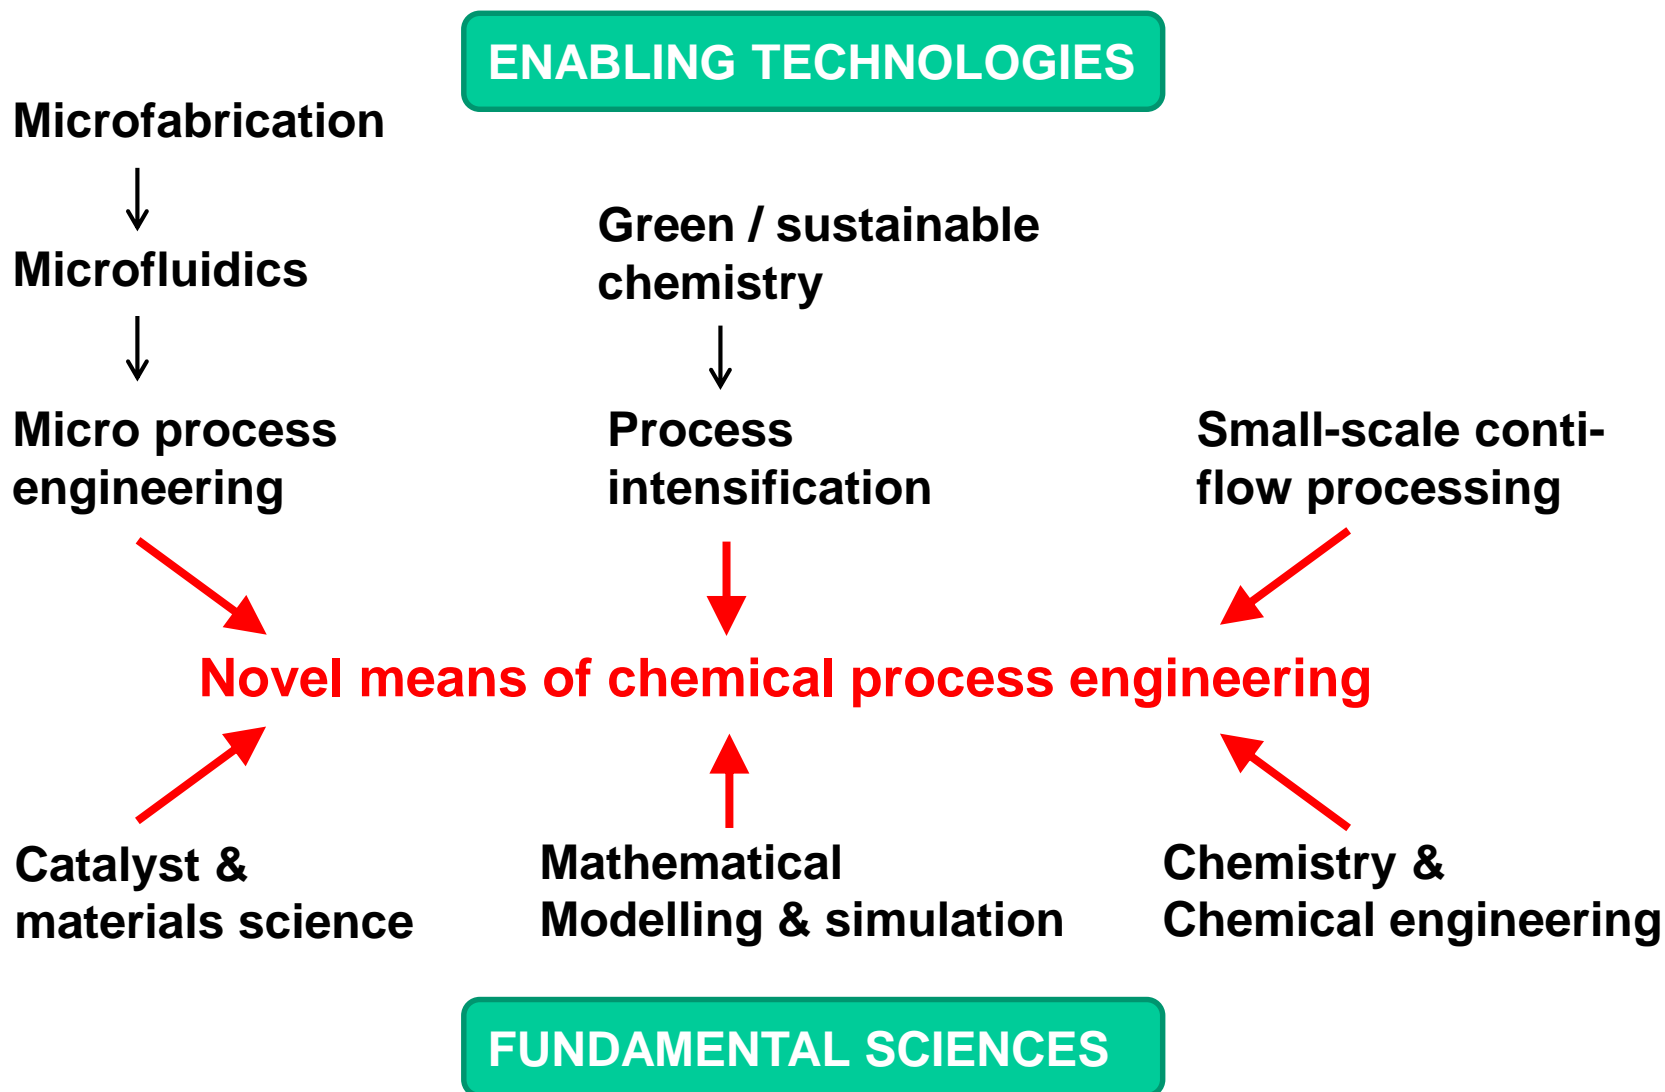 ENABLING TECHNOLOGIES
Microfabrication
Microfluidics
Green / sustainable
chemistry
Micro process
engineering
Process
intensification
Small-scale conti-
flow processing
Novel means of chemical process engineering
Catalyst &
materials science
Mathematical
Modelling & simulation
Chemistry &
Chemical engineering
FUNDAMENTAL SCIENCES